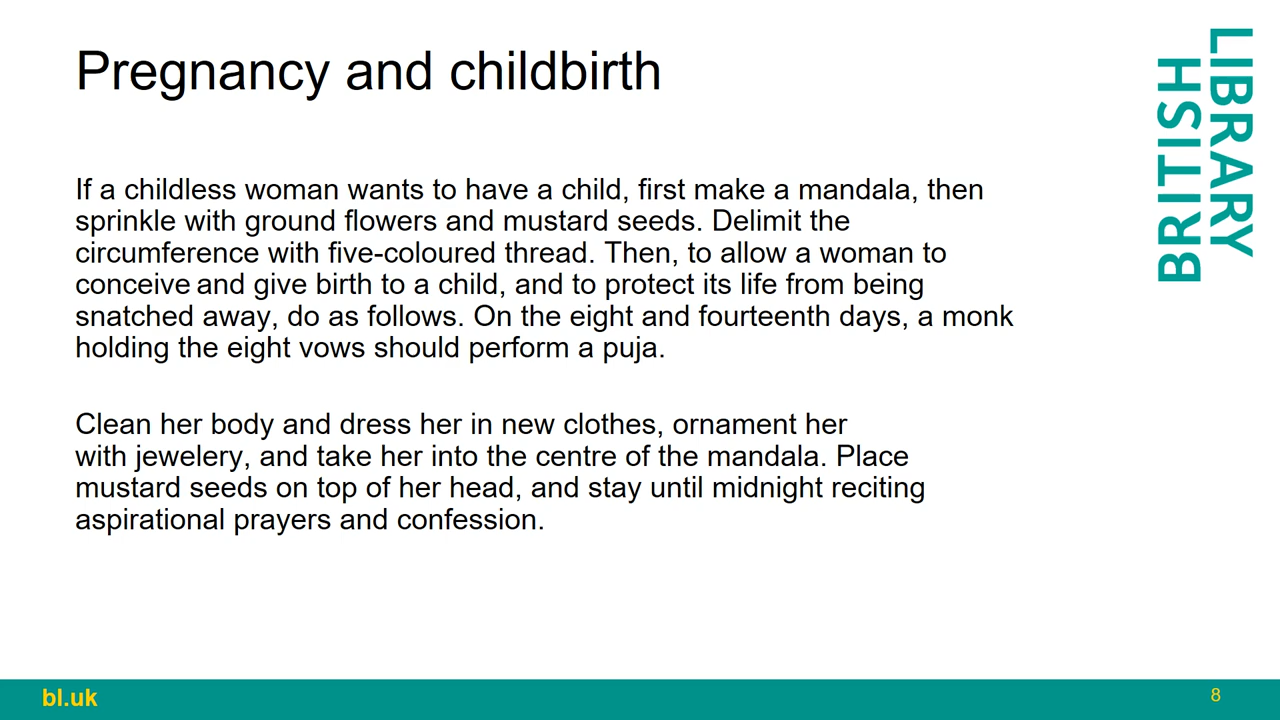 Pregnancy and childbirth
LIBRARY
BRITISH
If a childless woman wants to have a child, first make a mandala, then
sprinkle with ground flowers and mustard seeds. Delimit the
circumference with five-coloured thread. Then, to allow a woman to
conceive and give birth to a child, and to protect its life from being
snatched away, do as follows. On the eight and fourteenth days, a monk
holding the eight vows should perform a puja.
Clean her body and dress her in new clothes, ornament her
with jewelery, and take her into the centre of the mandala. Place
mustard seeds on top of her head, and stay until midnight reciting
aspirational prayers and confession.
bl.uk
8